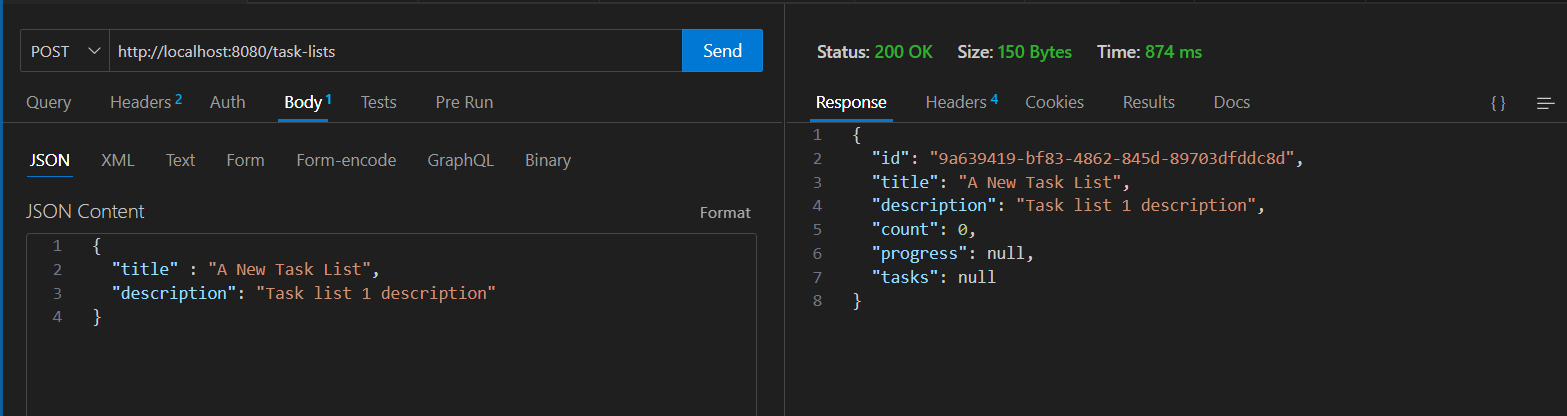 POST http://localhost:8080/task-lists Send
Query Headers 2 Auth Body 1 Tests Pre Run
JSON XML Text Form Form-encode GraphQL Binary
JSON Content Format
1 {
2 "title" : "A New Task List",
3 "description": "Task list 1 description"
4 }
Status: 200 OK Size: 150 Bytes Time: 874 ms
Response Headers 4 Cookies Results Docs { }
1 {
2 "id": "9a639419-bf83-4862-845d-89703dfddc8d",
3 "title": "A New Task List",
4 "description": "Task list 1 description",
5 "count": 0,
6 "progress": null,
7 "tasks": null
8 }